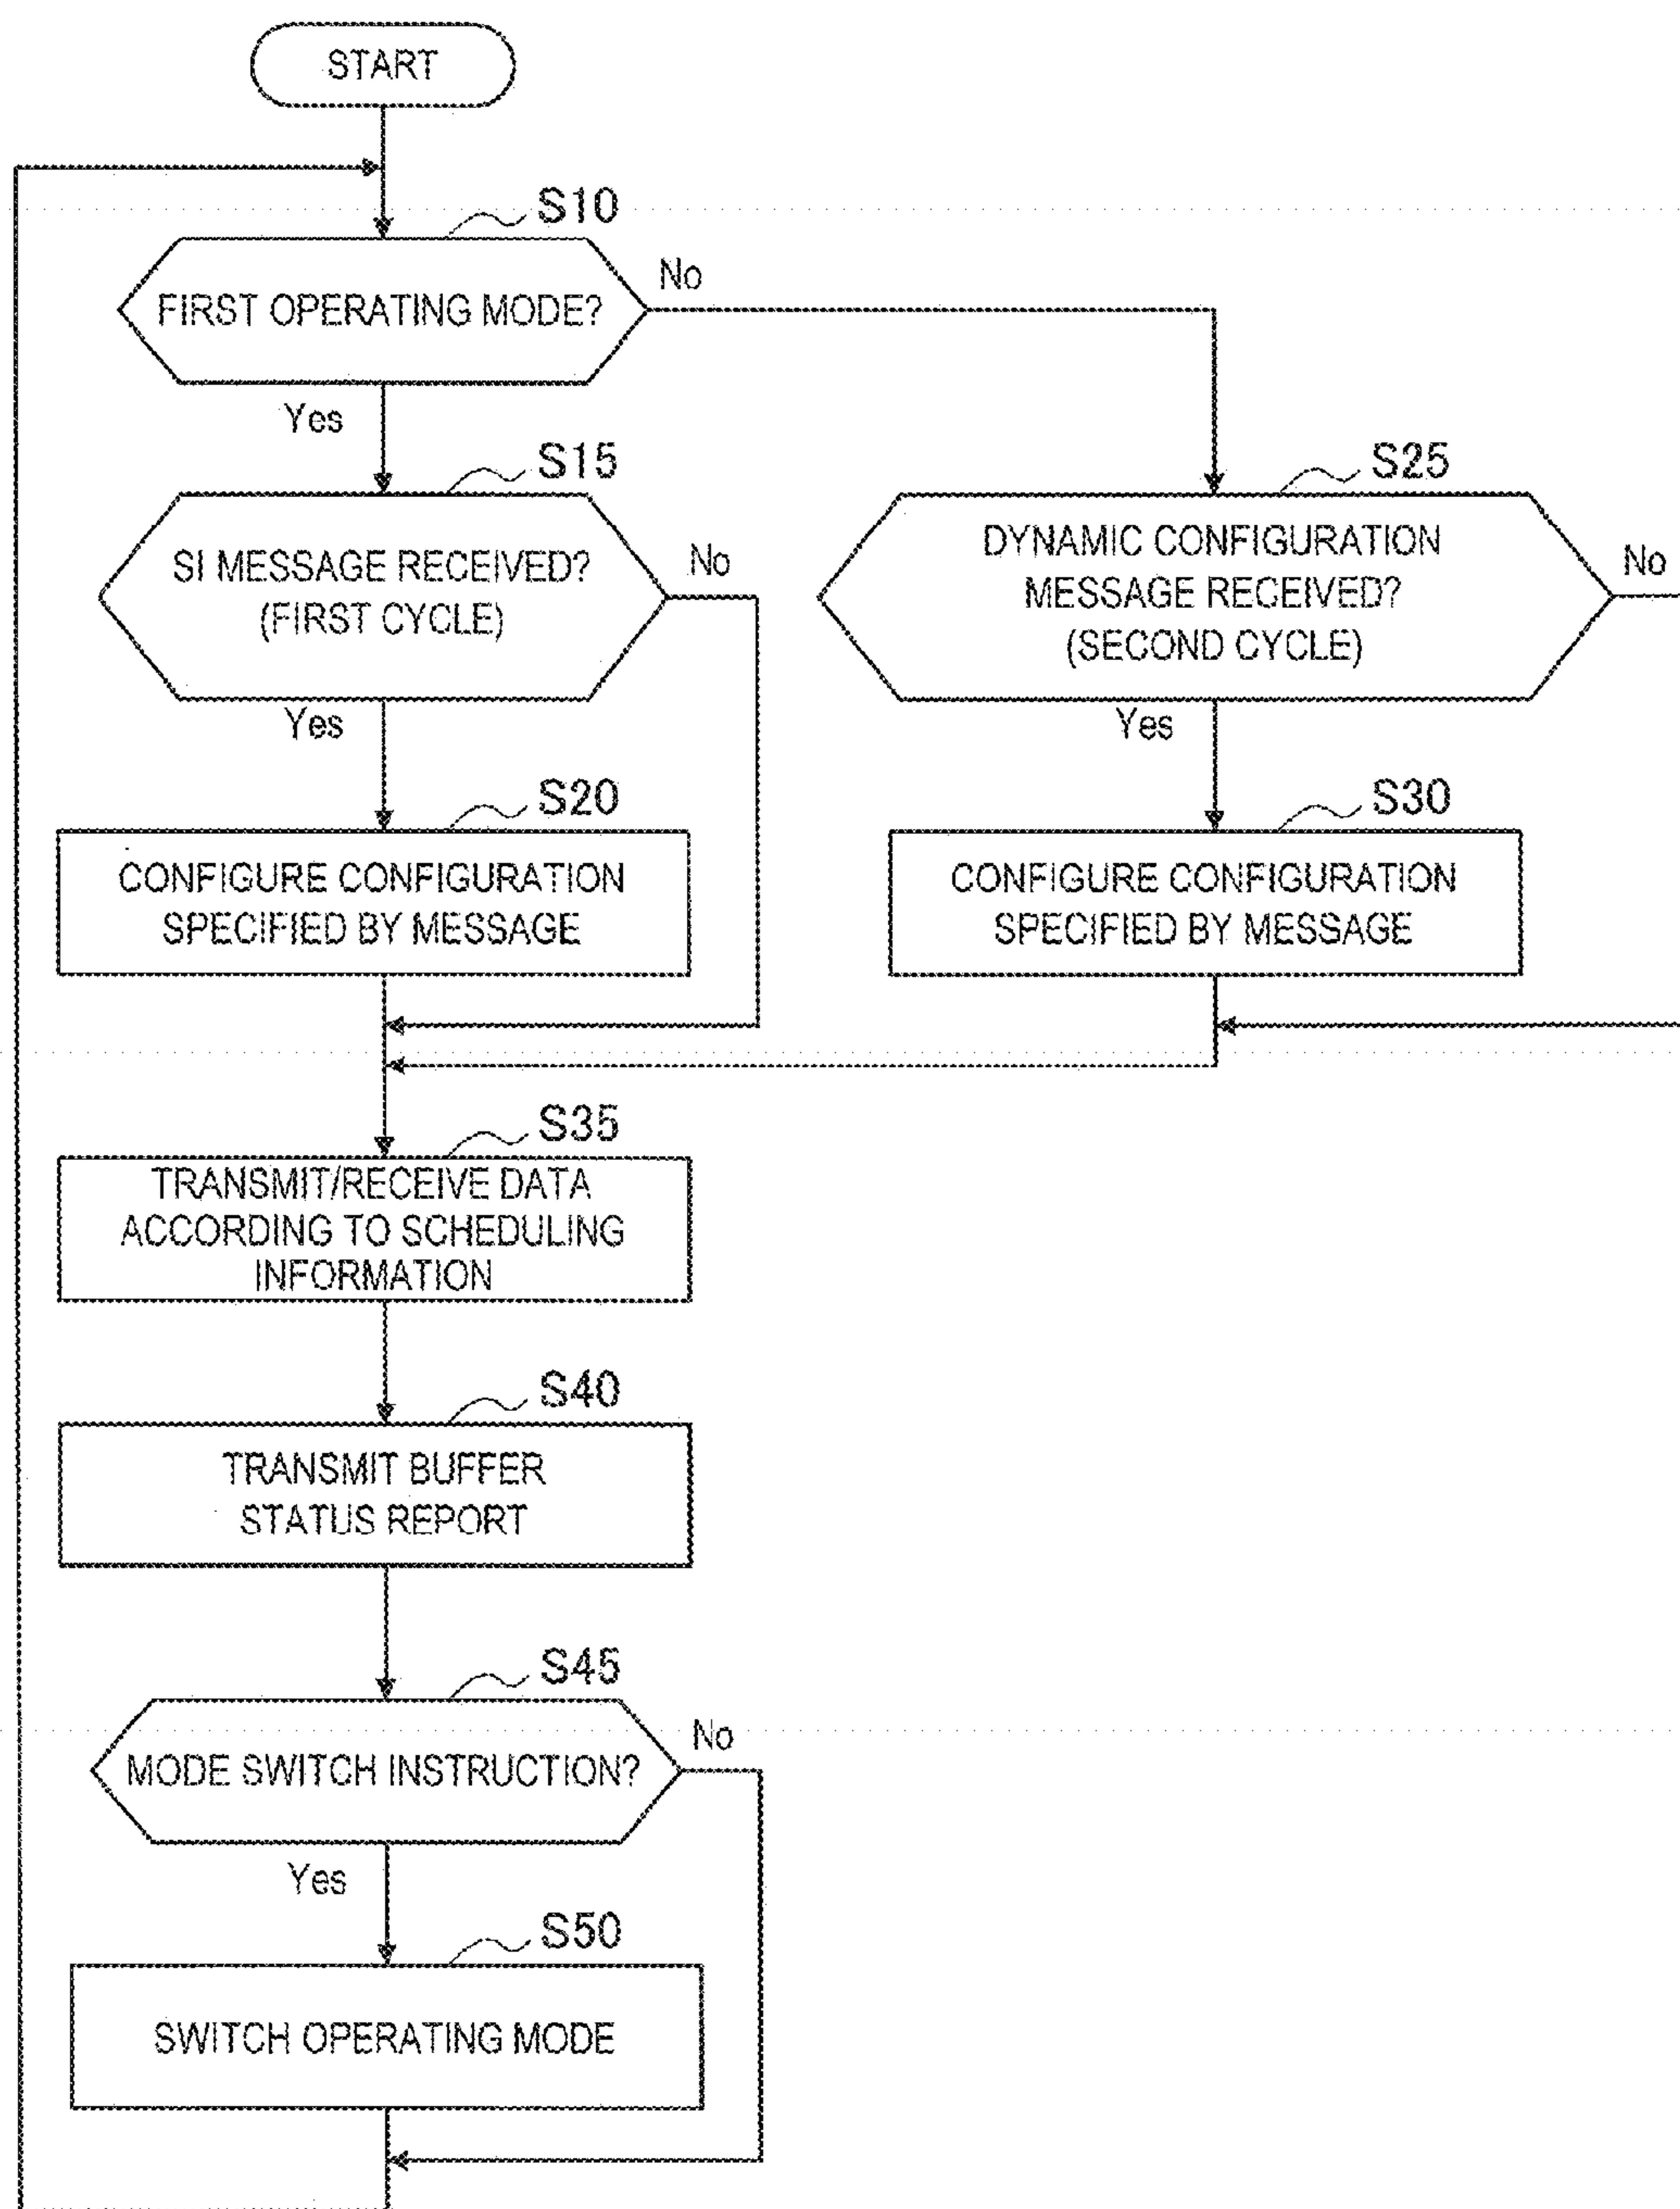 START
S10
FIRST OPERATING MODE?
No
Yes
S15
SI MESSAGE RECEIVED?
(FIRST CYCLE)
No
Yes
S25
DYNAMIC CONFIGURATION
MESSAGE RECEIVED?
(SECOND CYCLE)
No
Yes
S20
CONFIGURE CONFIGURATION
SPECIFIED BY MESSAGE
S30
CONFIGURE CONFIGURATION
SPECIFIED BY MESSAGE
S35
TRANSMIT/RECEIVE DATA
ACCORDING TO SCHEDULING
INFORMATION
S40
TRANSMIT BUFFER
STATUS REPORT
S45
MODE SWITCH INSTRUCTION?
No
Yes
S50
SWITCH OPERATING MODE